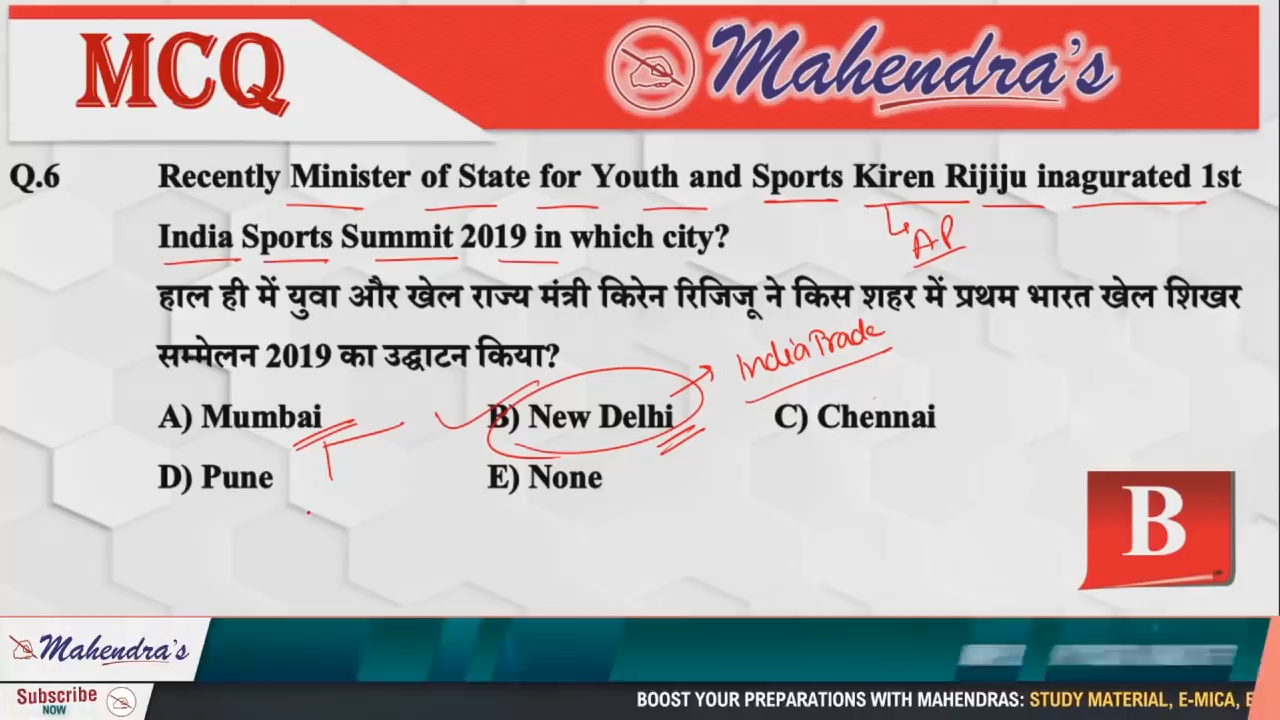 MCQ
Mahendra's
Q.6 Recently Minister of State for Youth and Sports Kiren Rijiju inagurated 1st
India Sports Summit 2019 in which city?
AP
हाल ही में युवा और खेल राज्य मंत्री किरेन रिजिजू ने किस शहर में प्रथम भारत खेल शिखर
सम्मेलन 2019 का उद्घाटन किया?
India Trade
A) Mumbai B) New Delhi C) Chennai
D) Pune E) None
B
Mahendra's
Subscribe
NOW
BOOST YOUR PREPARATIONS WITH MAHENDRAS: STUDY MATERIAL, E-MICA, E